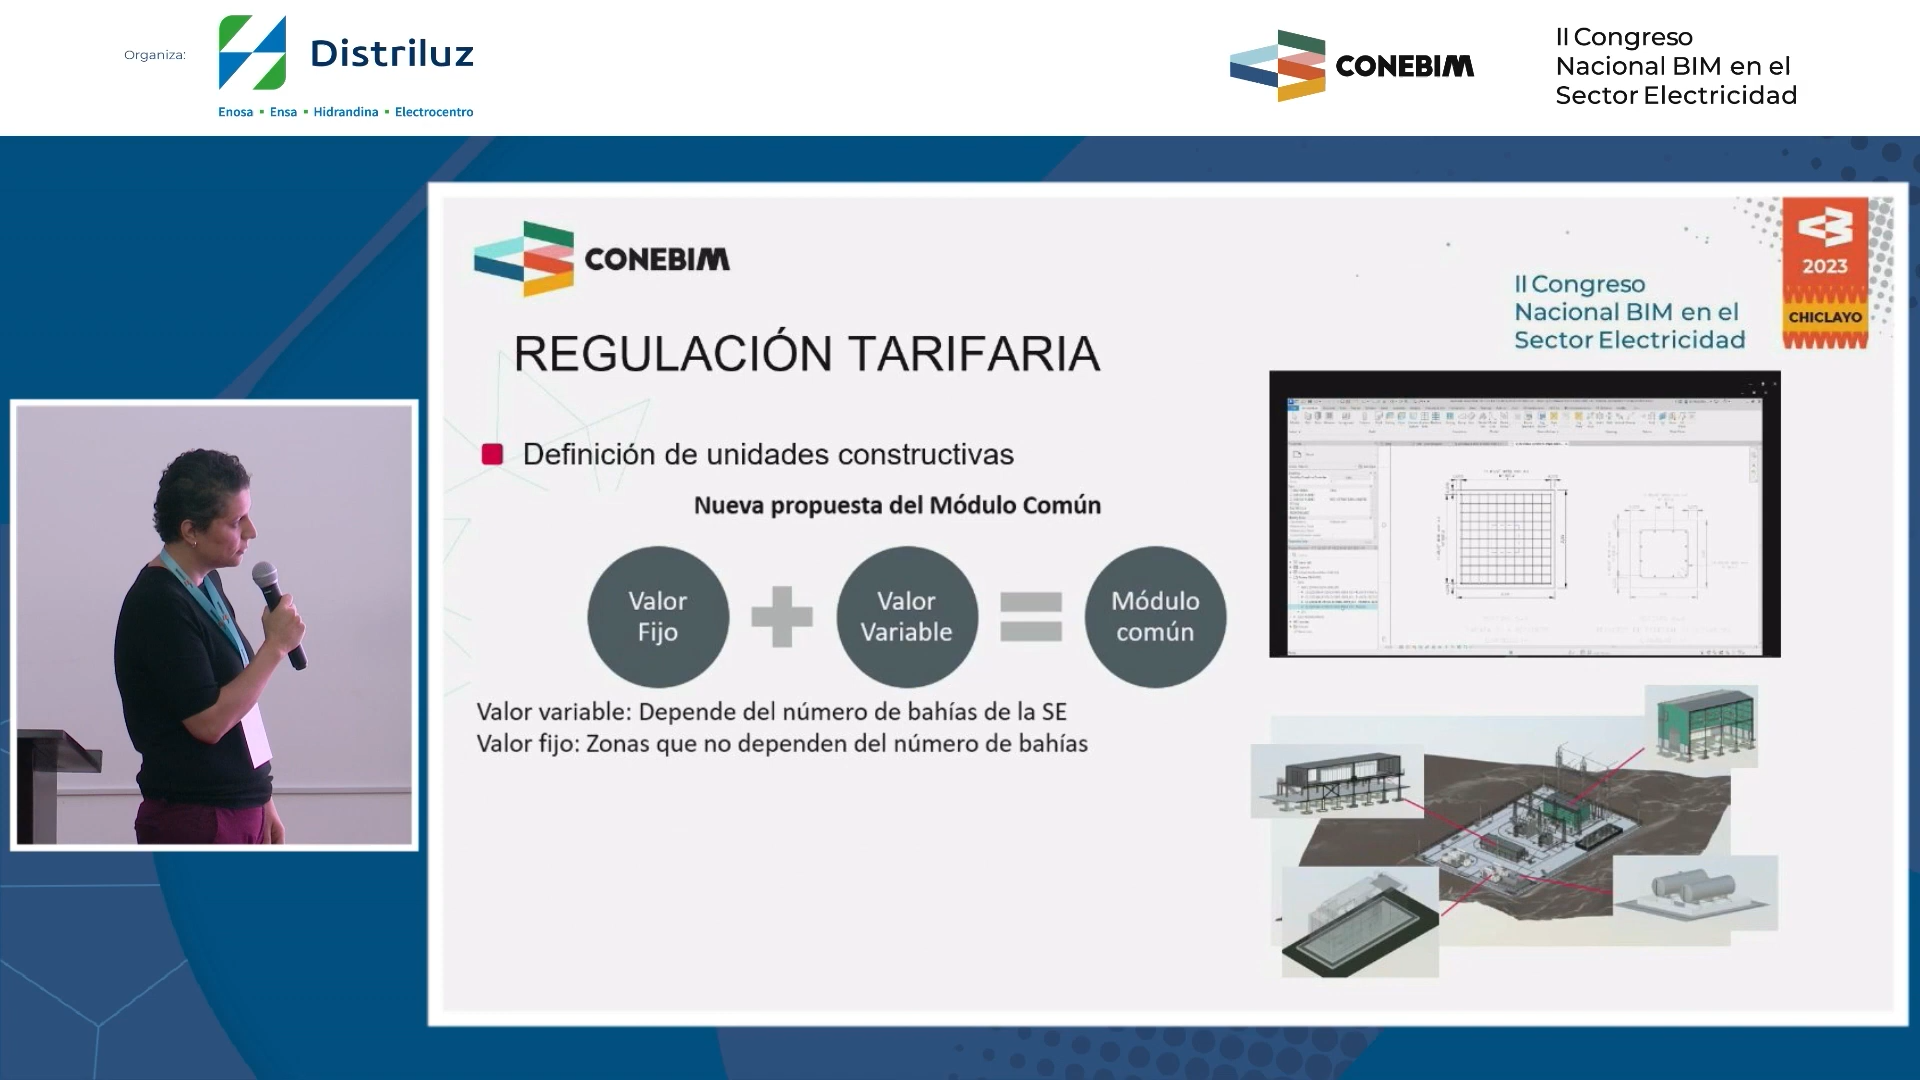 Organiza:
Distriluz
Enosa ▪ Ensa ▪ Hidrandina ▪ Electrocentro
CONEBIM
II Congreso
Nacional BIM en el
Sector Electricidad
CONEBIM
2023
CHICLAYO
II Congreso
Nacional BIM en el
Sector Electricidad
REGULACIÓN TARIFARIA
Definición de unidades constructivas
Nueva propuesta del Módulo Común
Valor
Fijo
Valor
Variable
Módulo
común
Valor variable: Depende del número de bahías de la SE
Valor fijo: Zonas que no dependen del número de bahías